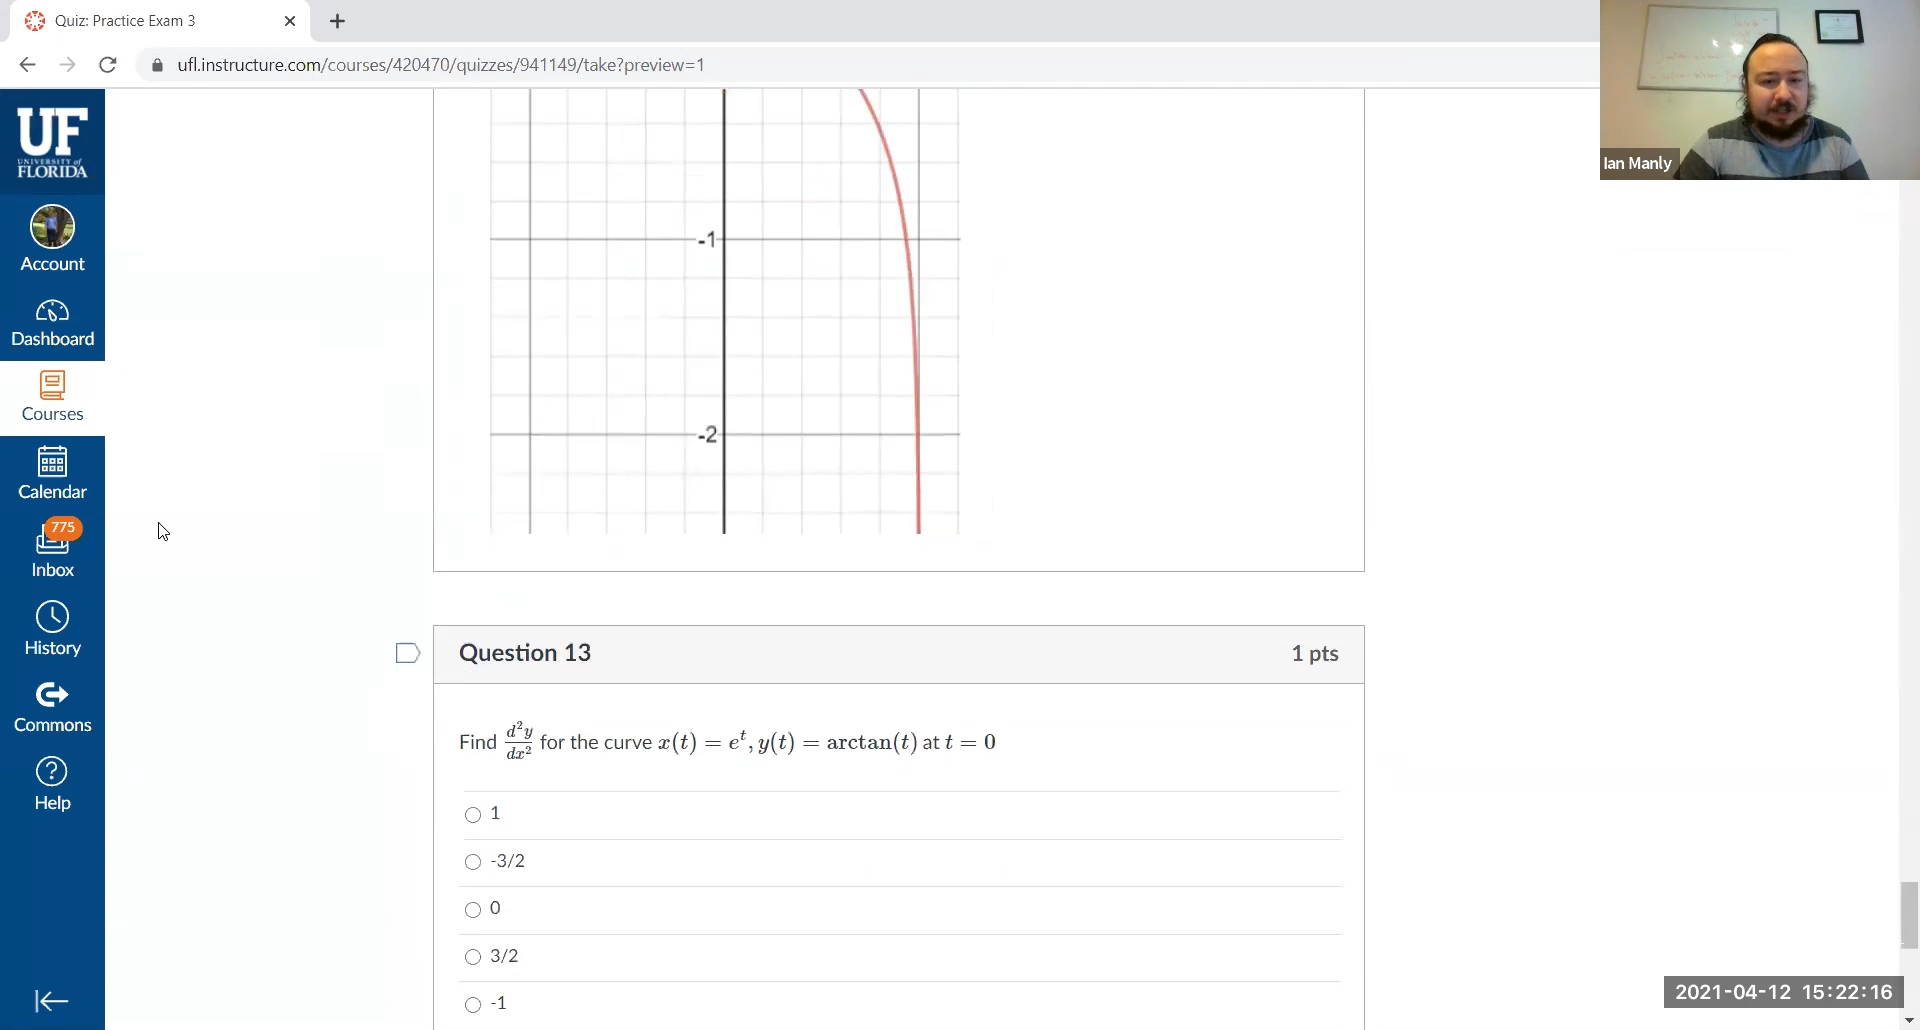 Quiz: Practice Exam 3
ufl.instructure.com/courses/420470/quizzes/941149/take?preview=1
Ian Manly
UF
UNIVERSITY of
FLORIDA
Account
Dashboard
Courses
Calendar
775
Inbox
History
Commons
Help
-1
-2
Question 13
1 pts
Find d²y/dx² for the curve x(t) = eᵗ, y(t) = arctan(t) at t = 0
1
-3/2
0
3/2
-1
2021-04-12 15:22:16